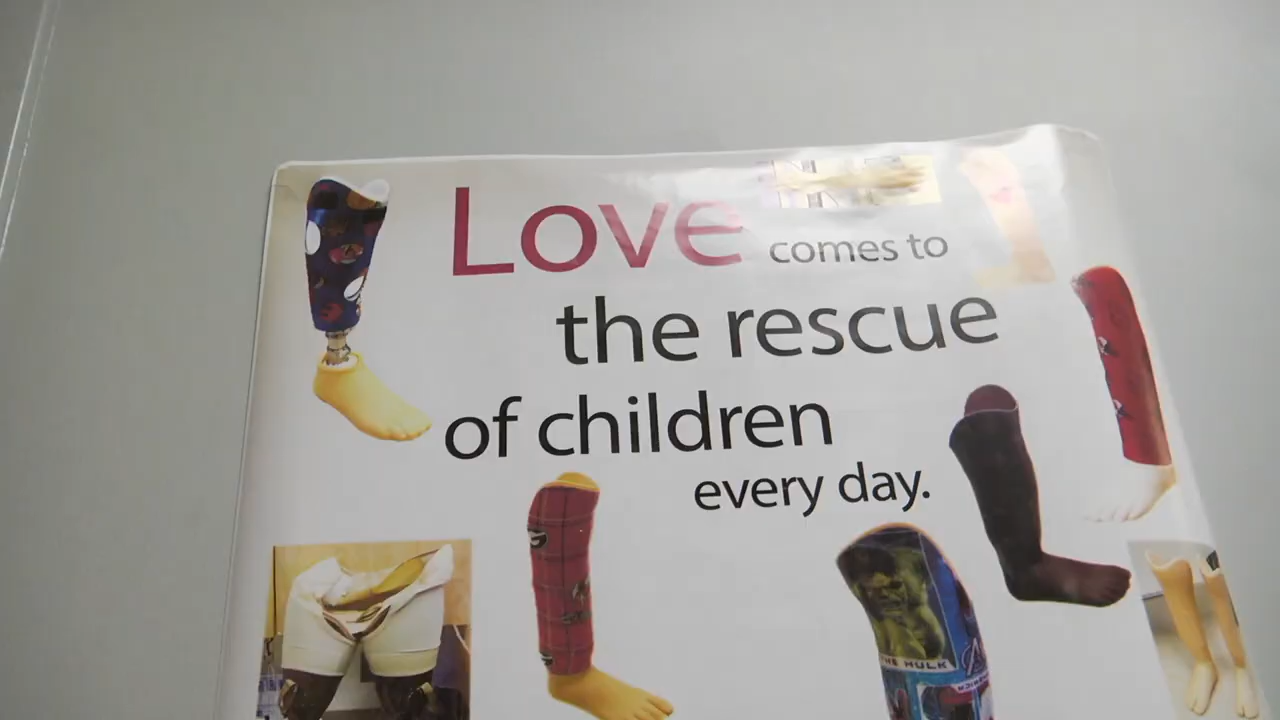 Love comes to
the rescue
of children
every day.
THE HULK